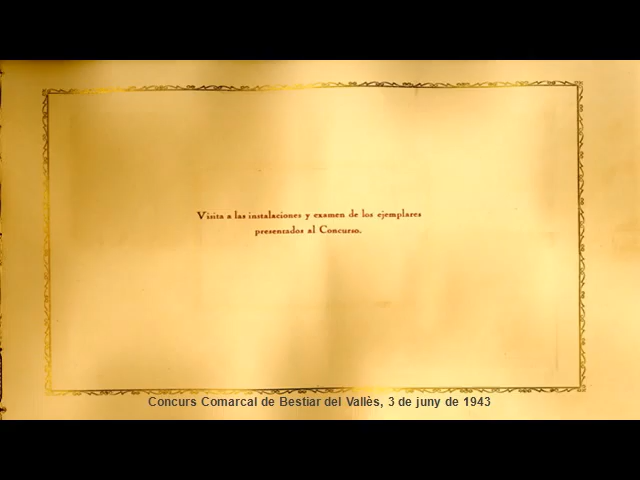 Visita a las instalaciones y examen de los ejemplares
presentados al Concurso.
Concurs Comarcal de Bestiar del Vallès, 3 de juny de 1943